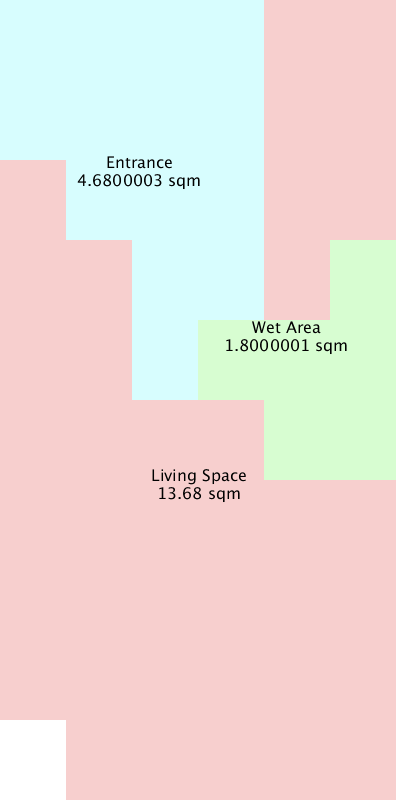 Entrance
4.6800003 sqm
Wet Area
1.8000001 sqm
Living Space
13.68 sqm